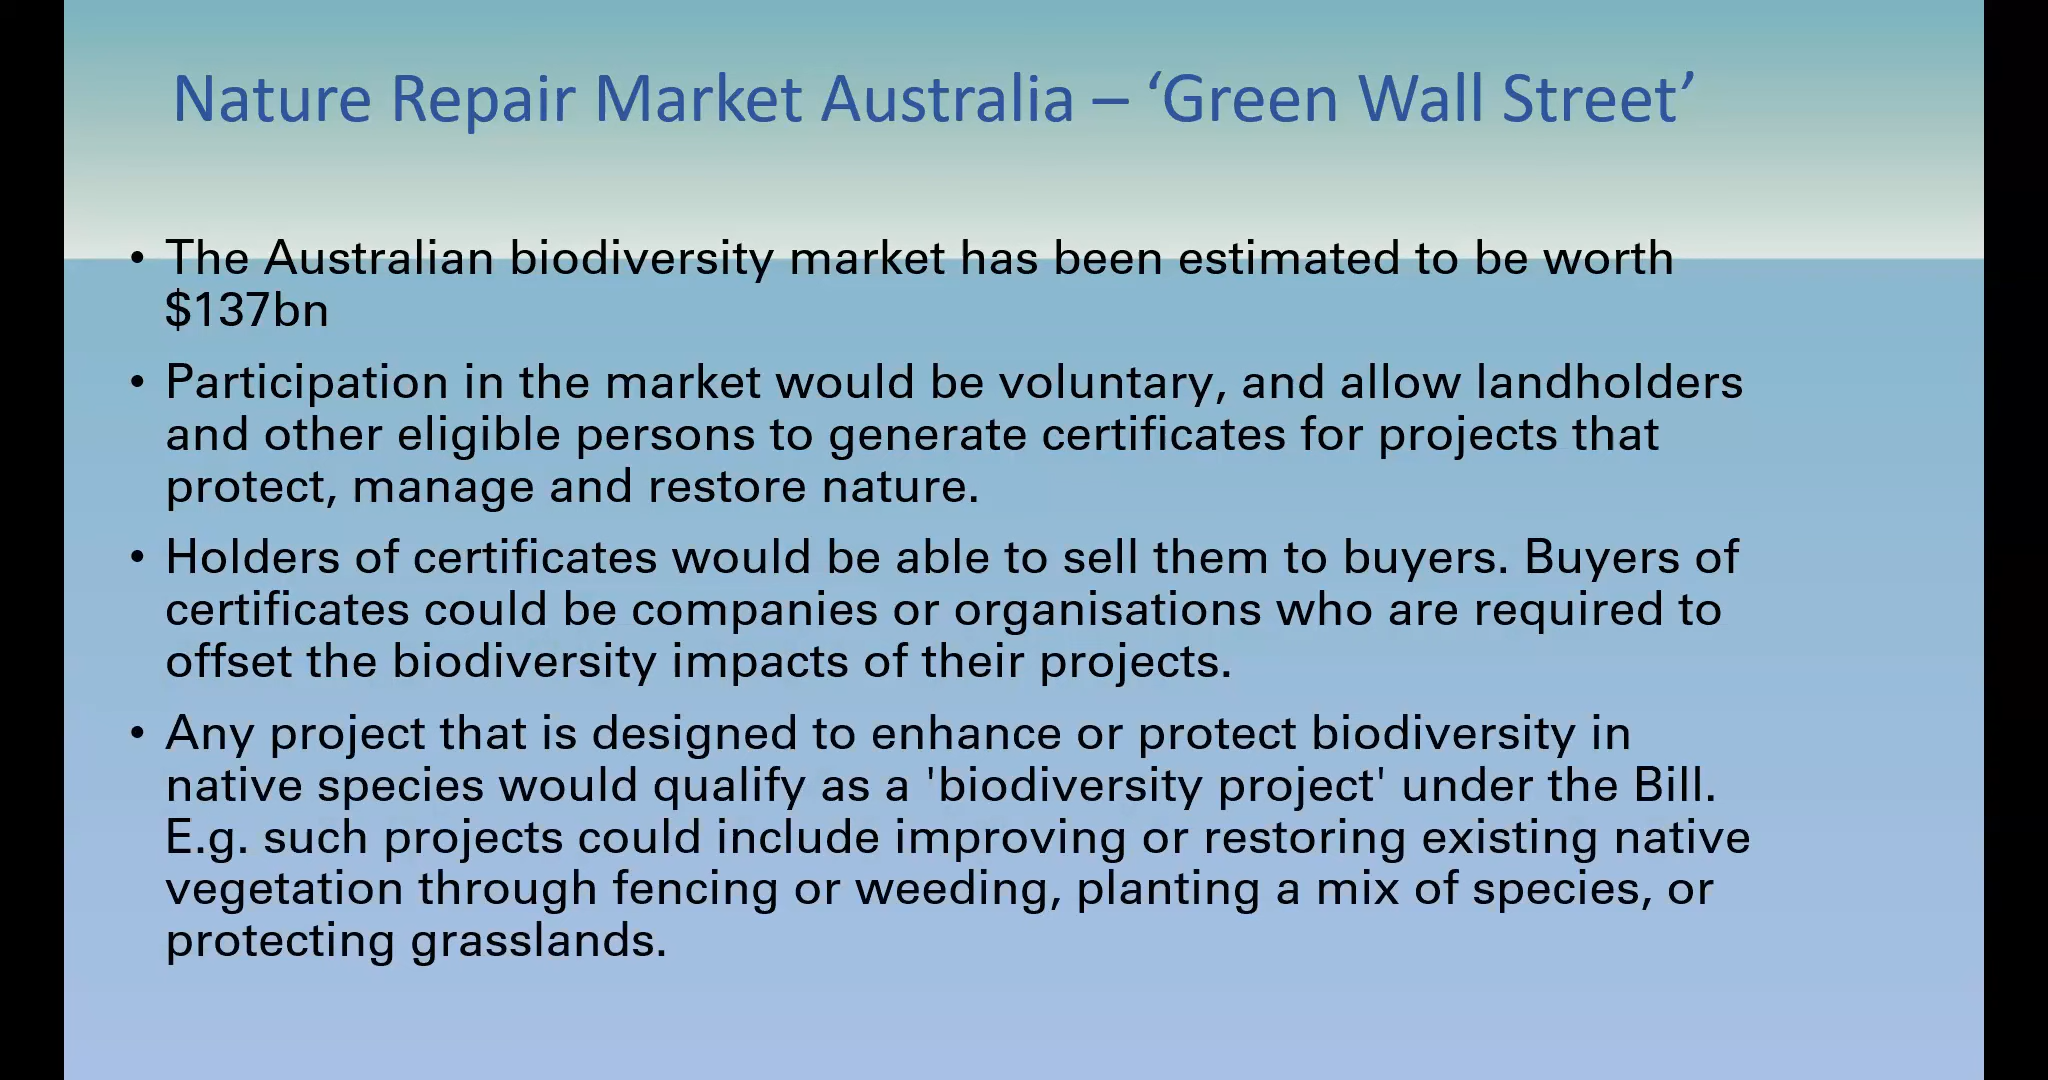 Nature Repair Market Australia – ‘Green Wall Street’
• The Australian biodiversity market has been estimated to be worth
$137bn
• Participation in the market would be voluntary, and allow landholders
and other eligible persons to generate certificates for projects that
protect, manage and restore nature.
• Holders of certificates would be able to sell them to buyers. Buyers of
certificates could be companies or organisations who are required to
offset the biodiversity impacts of their projects.
• Any project that is designed to enhance or protect biodiversity in
native species would qualify as a 'biodiversity project' under the Bill.
E.g. such projects could include improving or restoring existing native
vegetation through fencing or weeding, planting a mix of species, or
protecting grasslands.